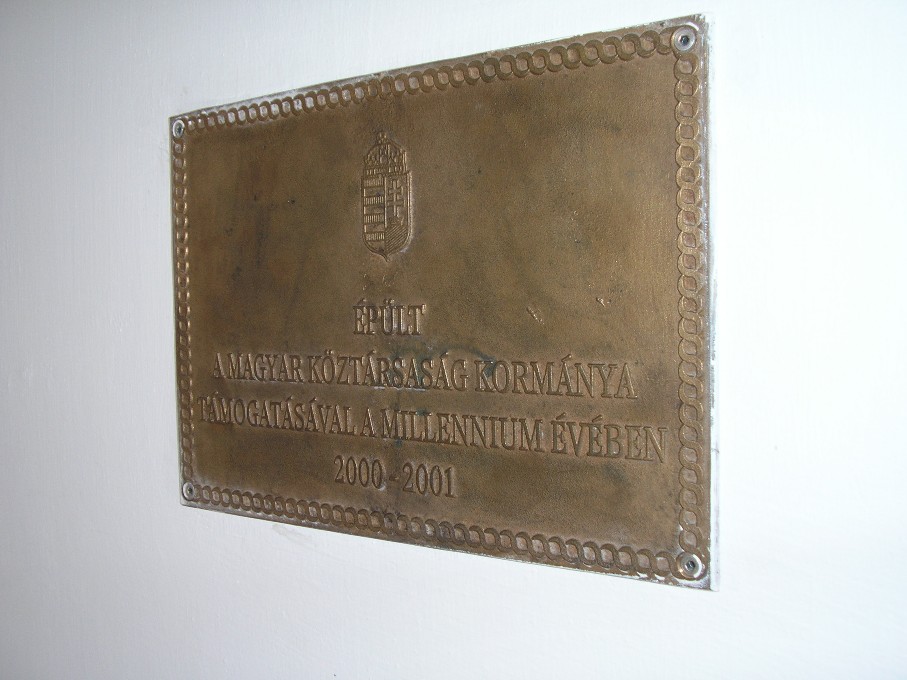 ÉPÜLT
A MAGYAR KÖZTÁRSASÁG KORMÁNYA
TÁMOGATÁSÁVAL A MILLENNIUM ÉVÉBEN
2000 - 2001